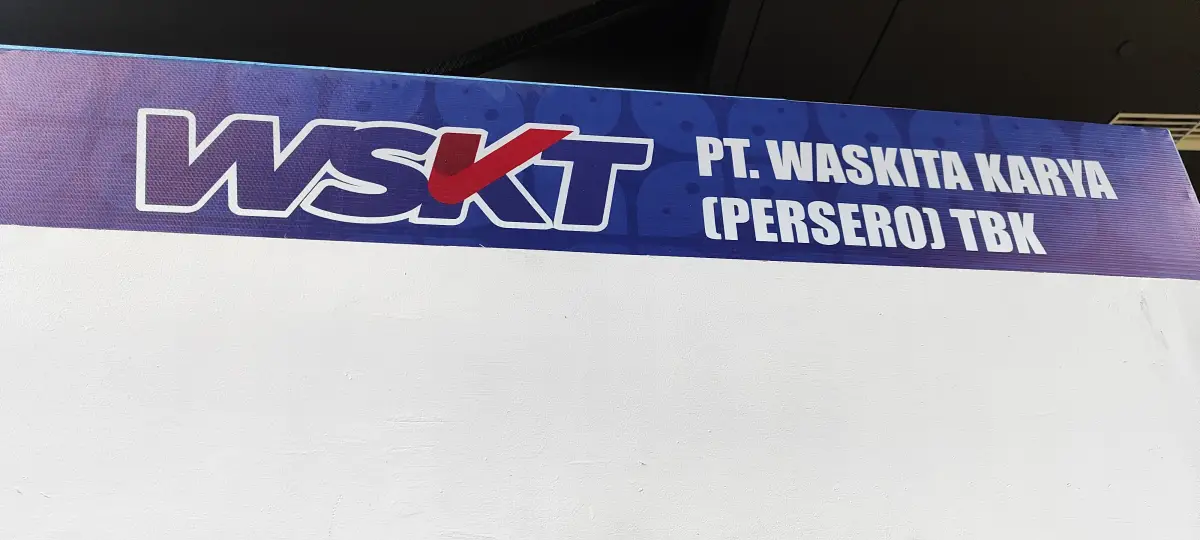 WSKT
PT. WASKITA KARYA
(PERSERO) TBK